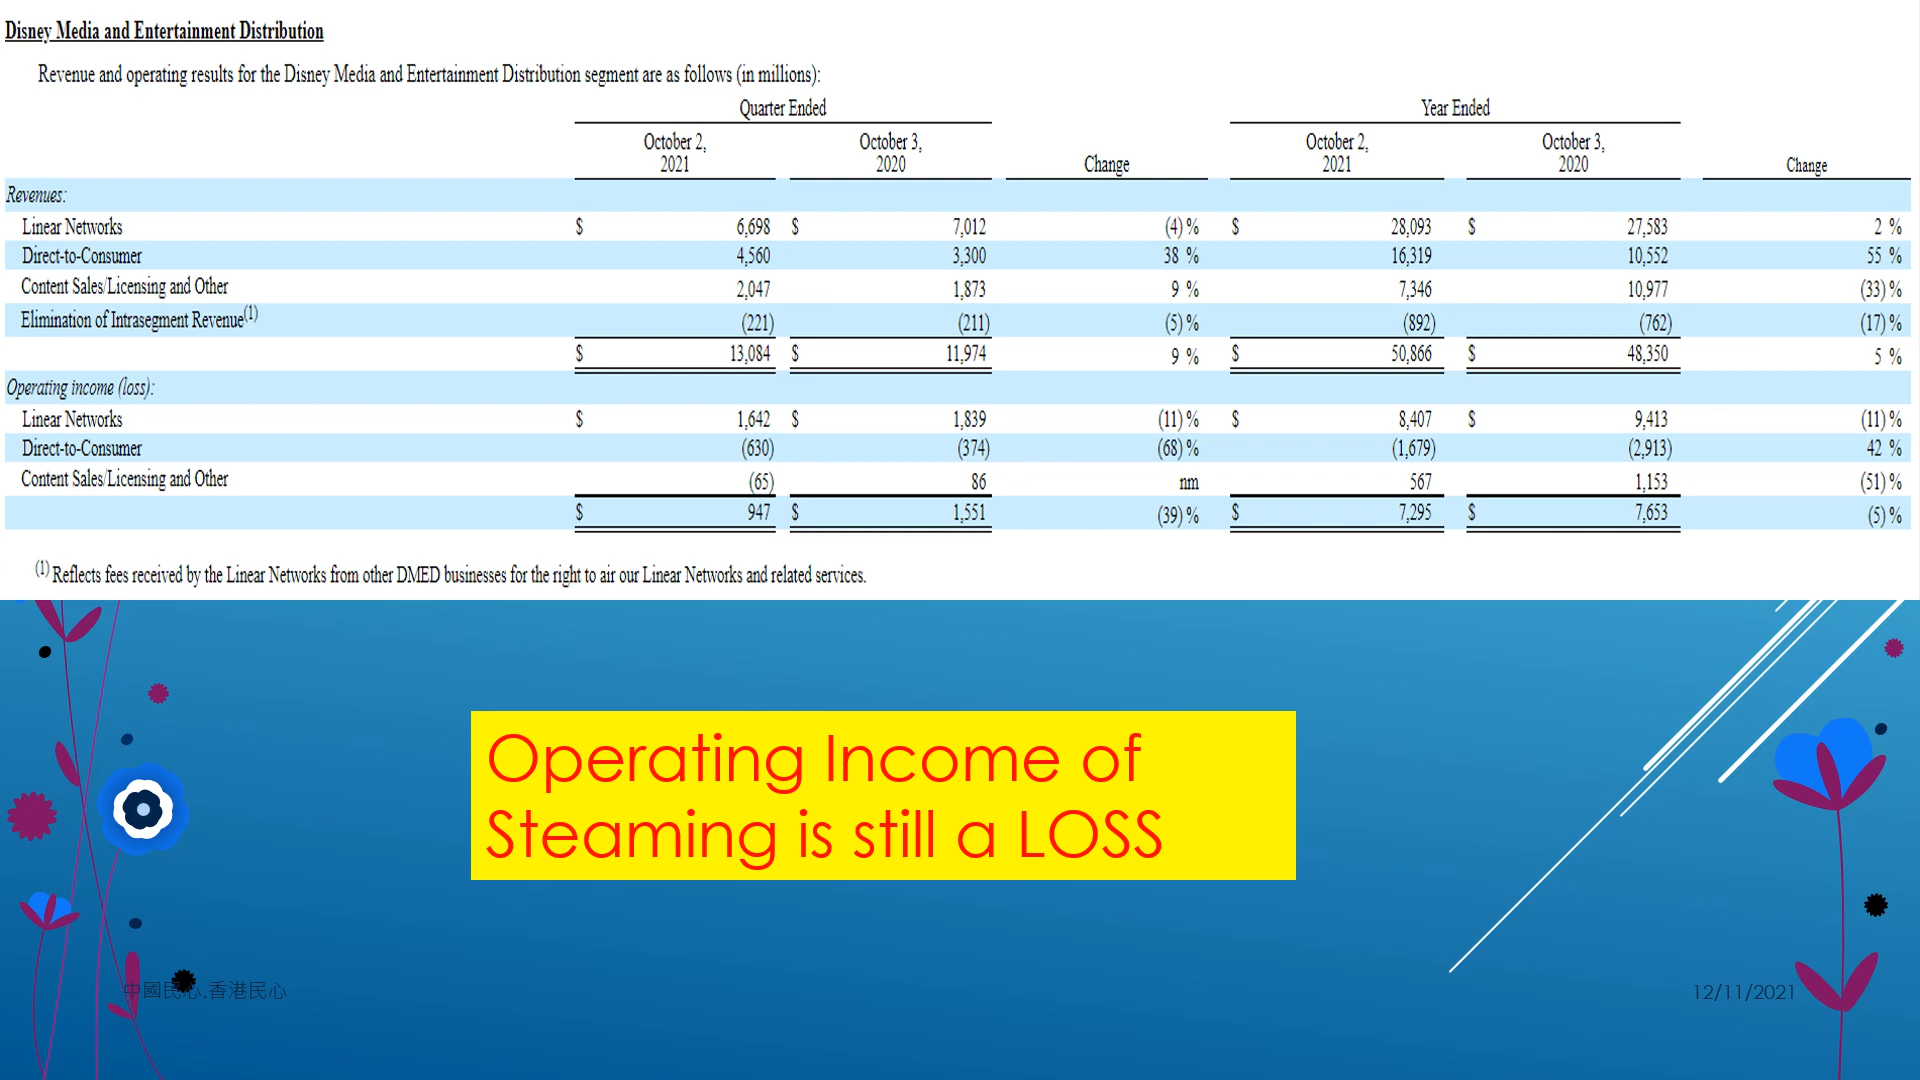 Disney Media and Entertainment Distribution
Revenue and operating results for the Disney Media and Entertainment Distribution segment are as follows (in millions):
Quarter Ended Year Ended
October 2, 2021 October 3, 2020 Change October 2, 2021 October 3, 2020 Change
Revenues:
Linear Networks $ 6,698 $ 7,012 (4) % $ 28,093 $ 27,583 2 %
Direct-to-Consumer 4,560 3,300 38 % 16,319 10,552 55 %
Content Sales/Licensing and Other 2,047 1,873 9 % 7,346 10,977 (33) %
Elimination of Intrasegment Revenue(1) (221) (211) (5) % (892) (762) (17) %
$ 13,084 $ 11,974 9 % $ 50,866 $ 48,350 5 %
Operating income (loss):
Linear Networks $ 1,642 $ 1,839 (11) % $ 8,407 $ 9,413 (11) %
Direct-to-Consumer (630) (374) (68) % (1,679) (2,913) 42 %
Content Sales/Licensing and Other (65) 86 nm 567 1,153 (51) %
$ 947 $ 1,551 (39) % $ 7,295 $ 7,653 (5) %
(1) Reflects fees received by the Linear Networks from other DMED businesses for the right to air our Linear Networks and related services.
Operating Income of
Steaming is still a LOSS
中國民心.香港民心
12/11/2021